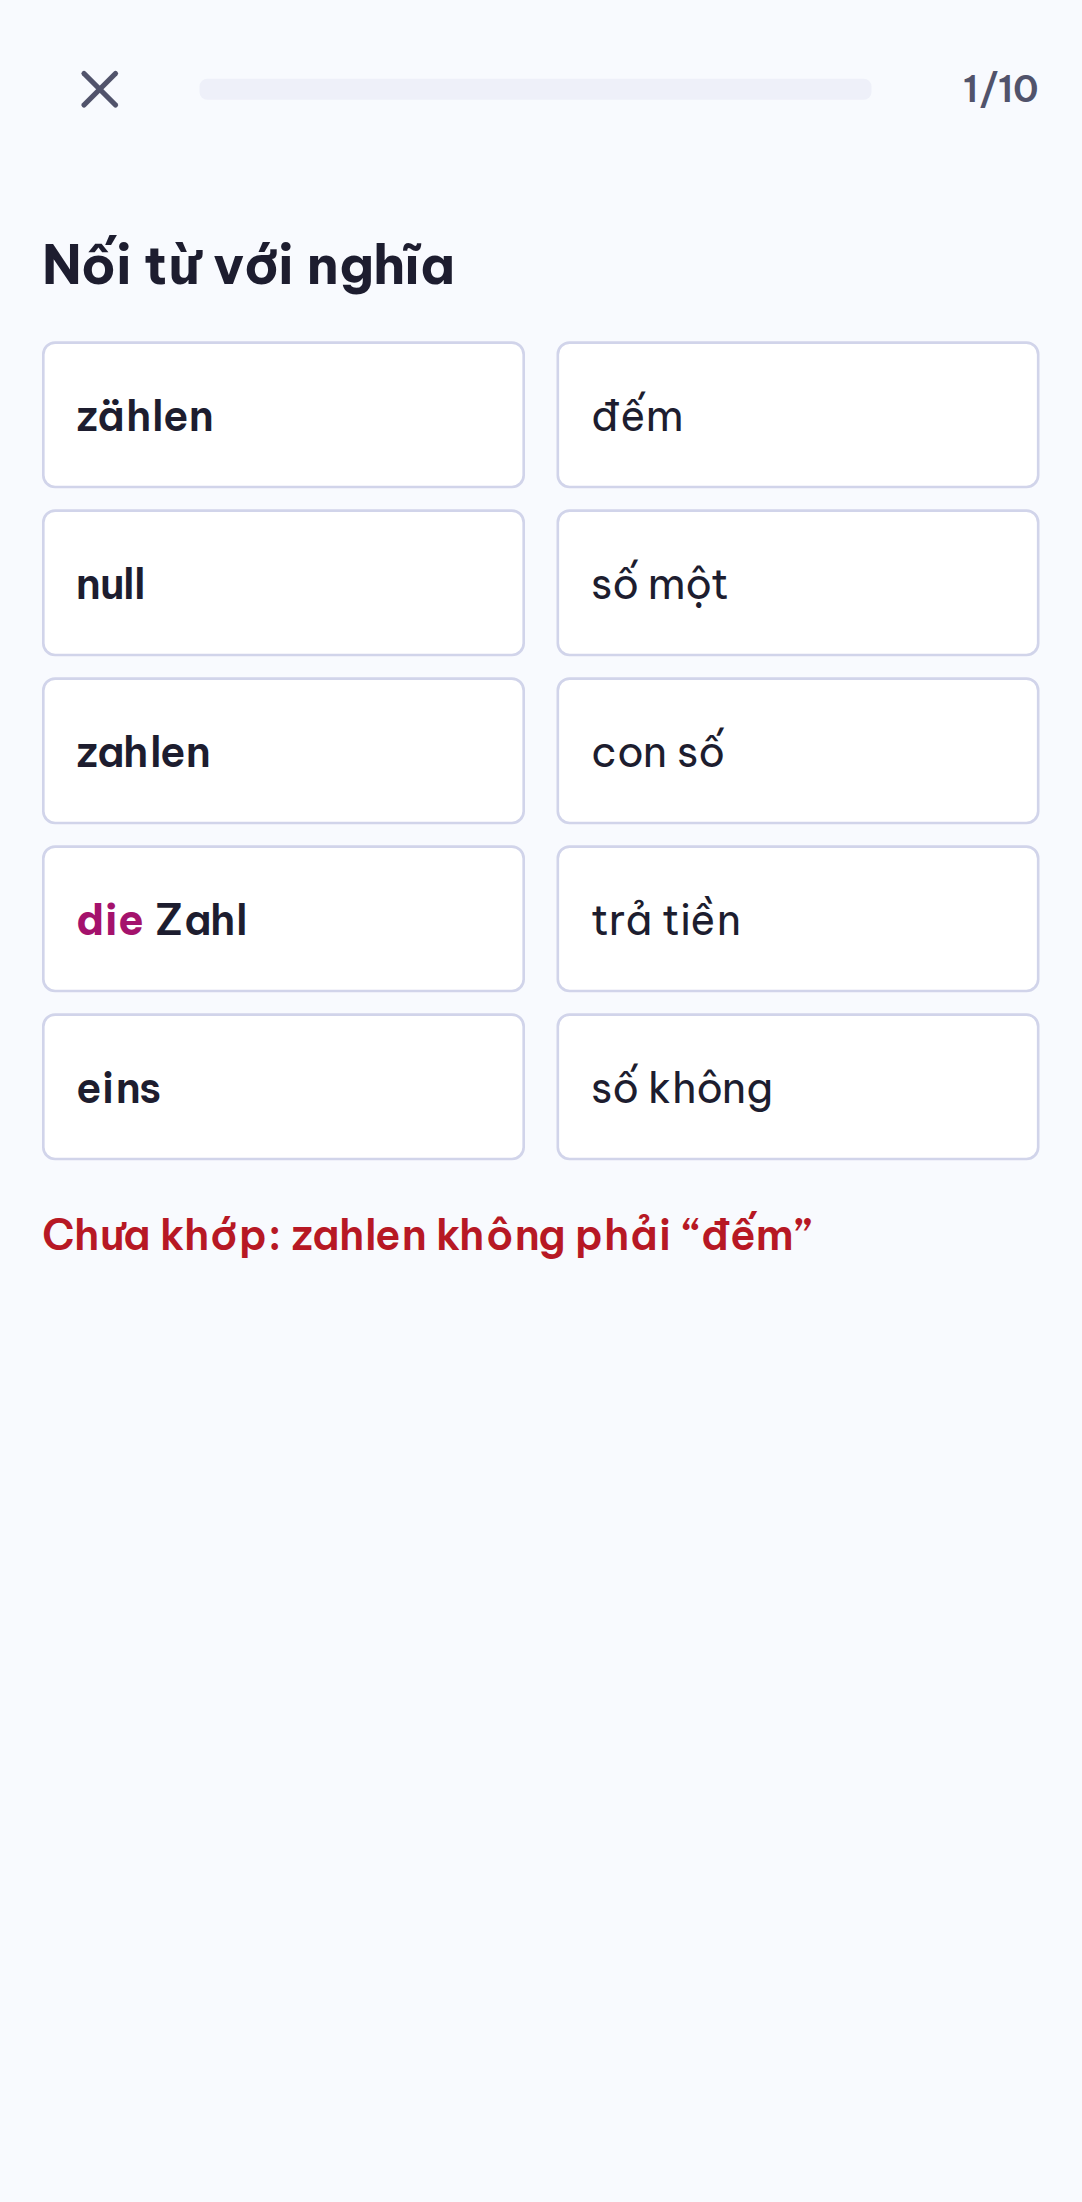 1/10
Nối từ với nghĩa
zählen
đếm
null
số một
zahlen
con số
die Zahl
trả tiền
eins
số không
Chưa khớp: zahlen không phải “đếm”